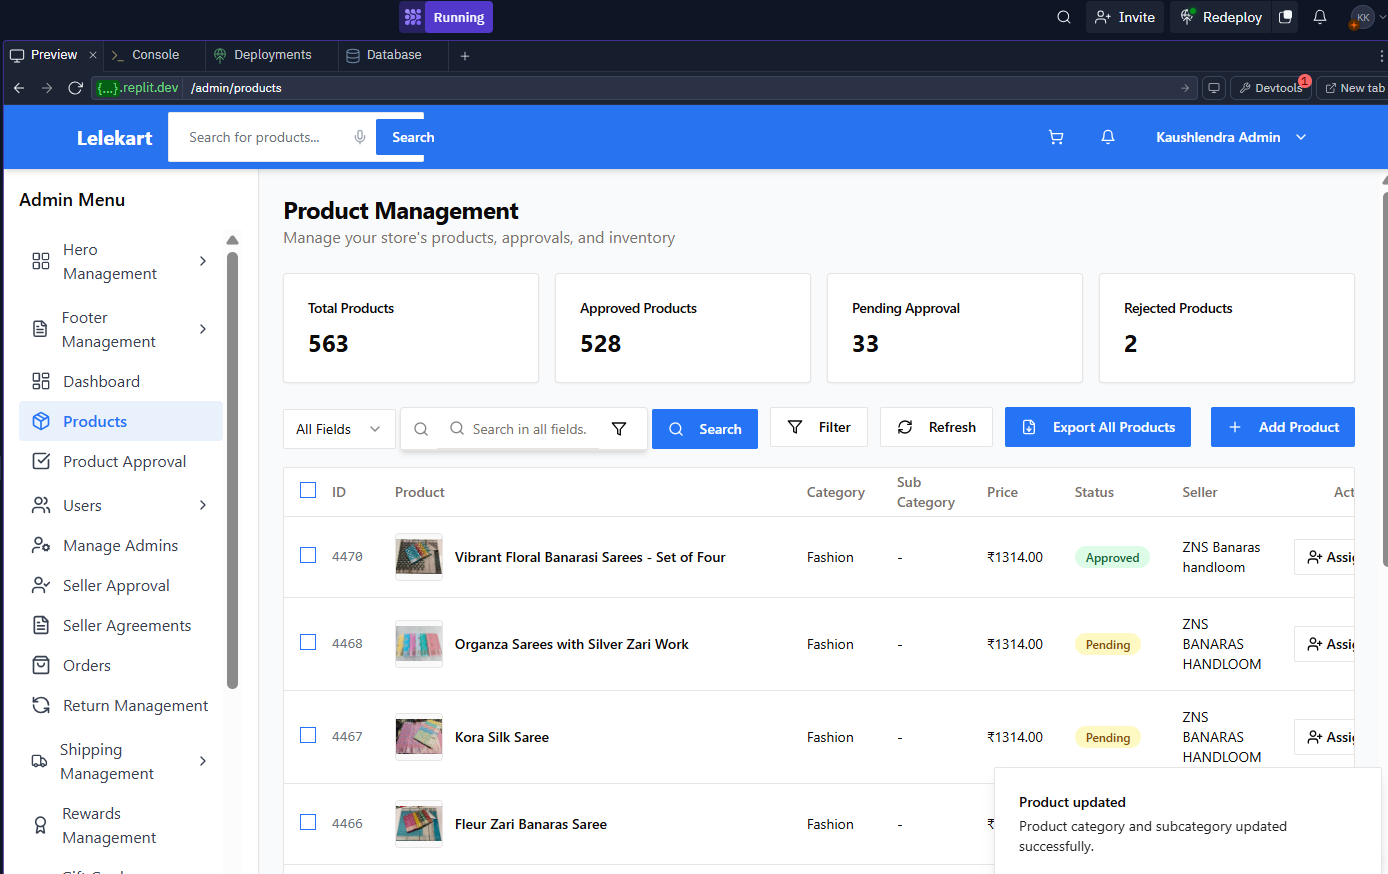 Running
Invite
Redeploy
KK
Preview
Console
Deployments
Database
{...}.replit.dev
/admin/products
Devtools
1
New tab
Lelekart
Search for products...
Search
Kaushlendra Admin
Admin Menu
Hero
Management
Footer
Management
Dashboard
Products
Product Approval
Users
Manage Admins
Seller Approval
Seller Agreements
Orders
Return Management
Shipping
Management
Rewards
Management
Product Management
Manage your store's products, approvals, and inventory
Total Products
563
Approved Products
528
Pending Approval
33
Rejected Products
2
All Fields
Search in all fields.
Search
Filter
Refresh
Export All Products
Add Product
ID Product Category Sub Category Price Status Seller Act
4470 Vibrant Floral Banarasi Sarees - Set of Four Fashion - ₹1314.00 Approved ZNS Banaras handloom Assig
4468 Organza Sarees with Silver Zari Work Fashion - ₹1314.00 Pending ZNS BANARAS HANDLOOM Assig
4467 Kora Silk Saree Fashion - ₹1314.00 Pending ZNS BANARAS HANDLOOM Assig
4466 Fleur Zari Banaras Saree Fashion - ₹
Product updated
Product category and subcategory updated
successfully.